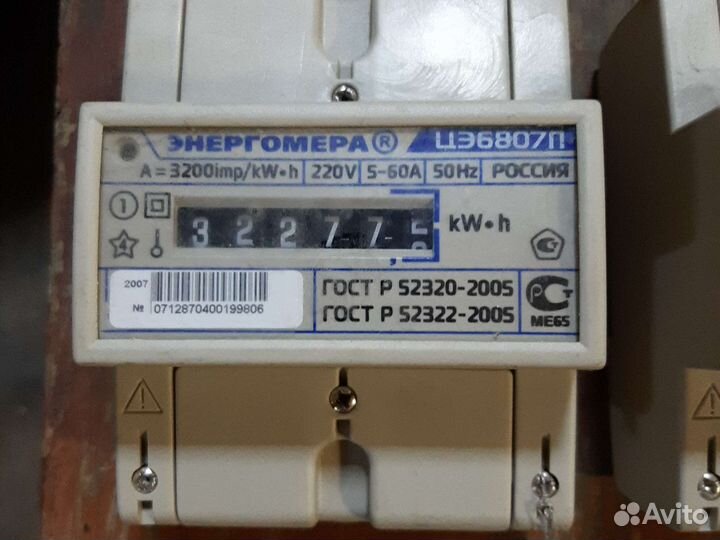 ЭНЕРГОМЕРА® ЦЭ6807П
A=3200imp/kW•h 220V 5-60A 50Hz РОССИЯ
1
3 2 2 7 7 kW•h
4
2007
№ 0712870400199806
ГОСТ Р 52320-2005
ГОСТ Р 52322-2005
РСТ
МЕ65
Avito